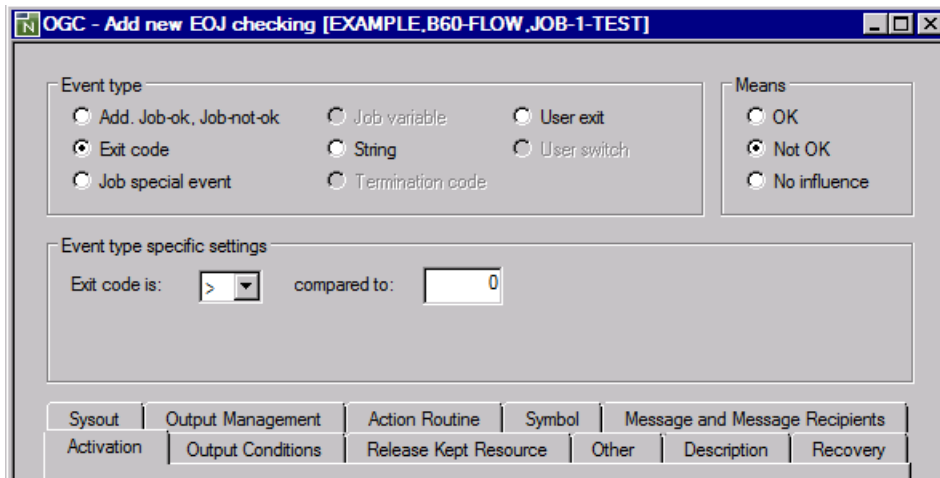 OGC - Add new EOJ checking [EXAMPLE,B60-FLOW,JOB-1-TEST]
Event type
Means
Add. Job-ok, Job-not-ok Job variable User exit
OK
Exit code String User switch
Not OK
Job special event Termination code
No influence
Event type specific settings
Exit code is: > compared to: 0
Sysout Output Management Action Routine Symbol Message and Message Recipients
Activation Output Conditions Release Kept Resource Other Description Recovery